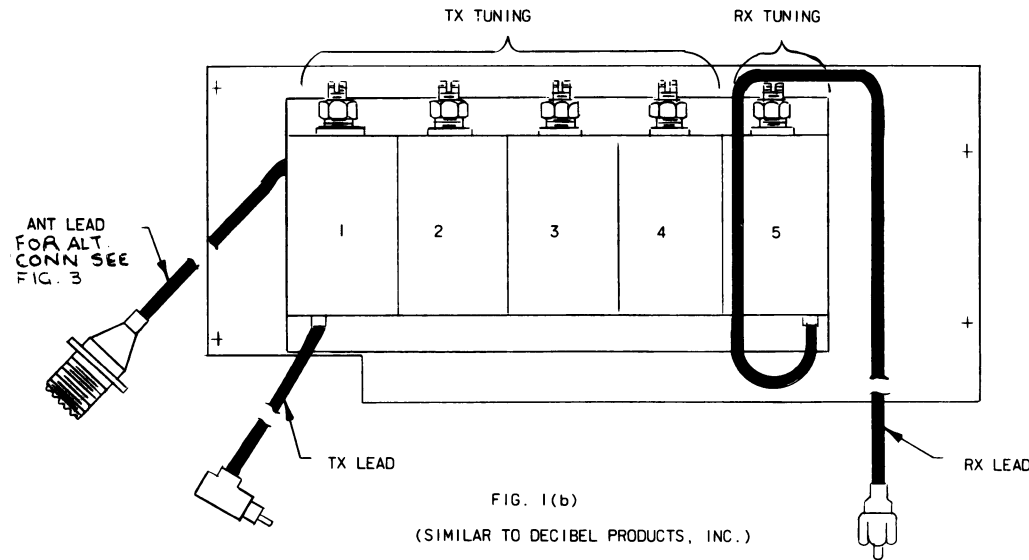 TX TUNING
RX TUNING
ANT LEAD
FOR ALT.
CONN SEE
FIG. 3
1
2
3
4
5
TX LEAD
RX LEAD
FIG. 1(b)
(SIMILAR TO DECIBEL PRODUCTS, INC.)